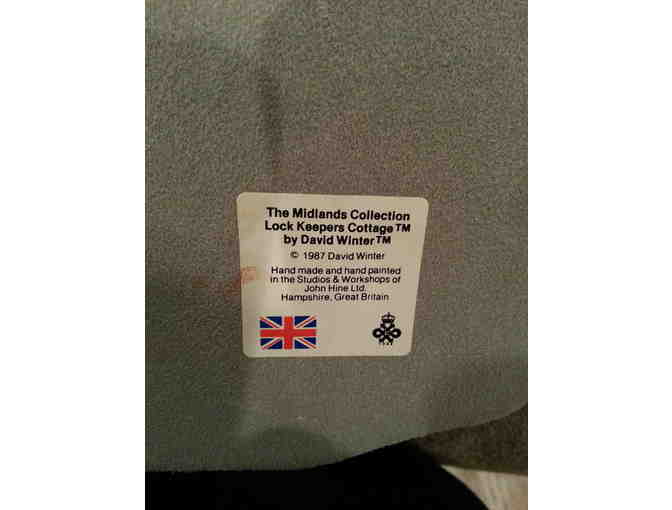 The Midlands Collection
Lock Keepers Cottage™
by David Winter™
© 1987 David Winter
Hand made and hand painted
in the Studios & Workshops of
John Hine Ltd.
Hampshire, Great Britain